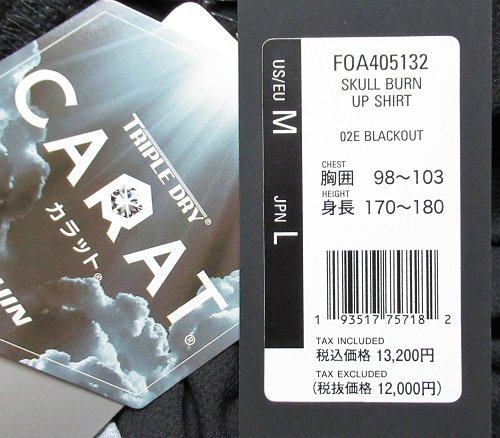 TRIPLE DRY®
CARAT®
カラット®
US/EU M
JPN L
FOA405132
SKULL BURN
UP SHIRT
02E BLACKOUT
CHEST
胸囲 98～103
HEIGHT
身長 170～180
1 93517 75718 2
TAX INCLUDED
税込価格 13,200円
TAX EXCLUDED
(税抜価格 12,000円)